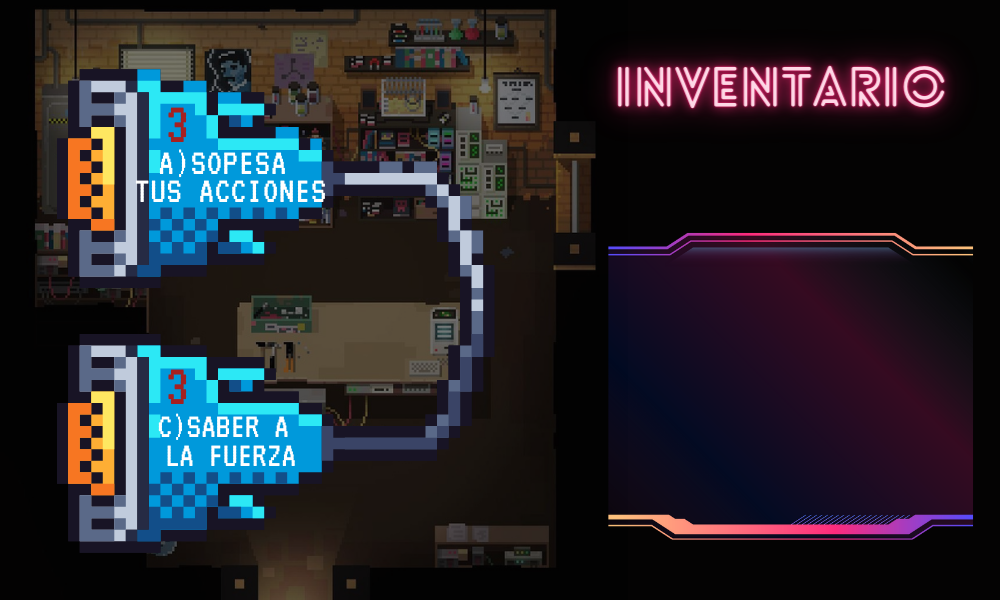 INVENTARIO
3
A)SOPESA
TUS ACCIONES
3
C)SABER A
LA FUERZA